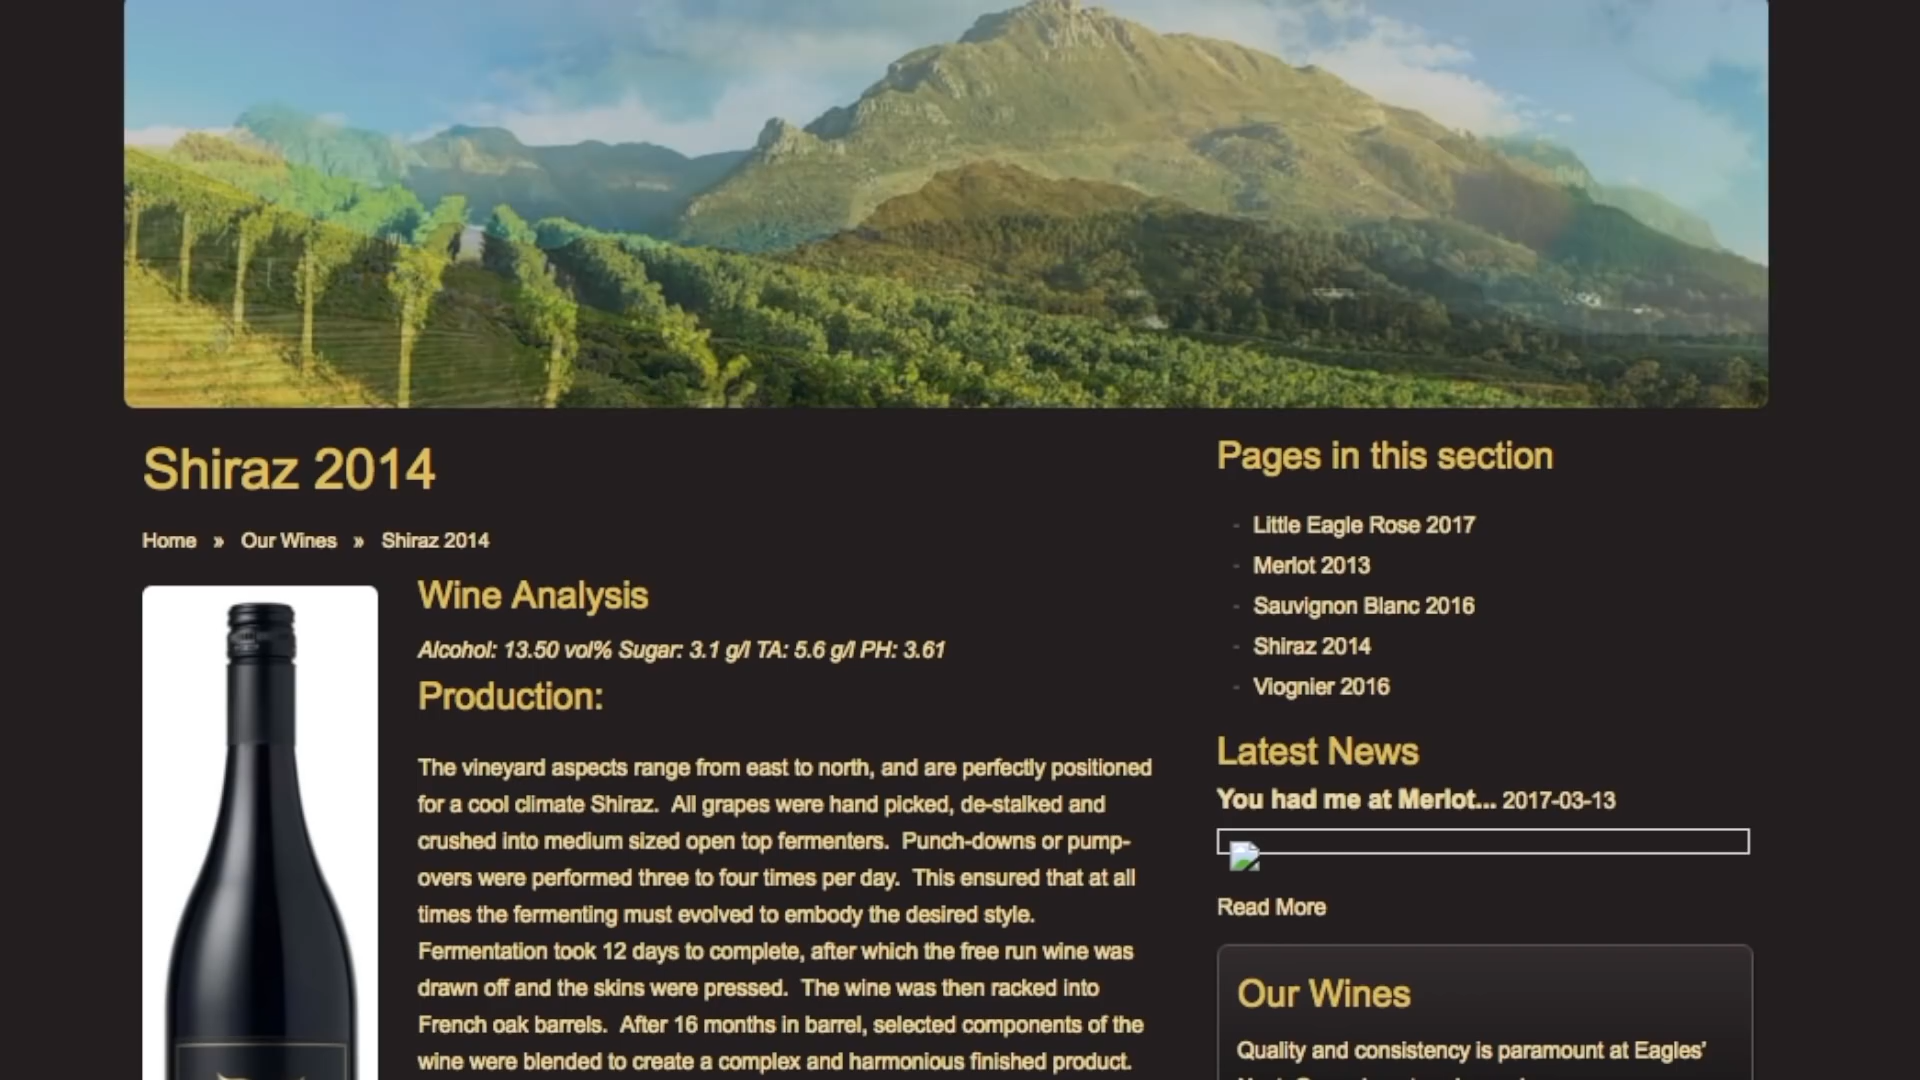 Shiraz 2014
Home » Our Wines » Shiraz 2014
Wine Analysis
Alcohol: 13.50 vol% Sugar: 3.1 g/l TA: 5.6 g/l PH: 3.61
Production:
The vineyard aspects range from east to north, and are perfectly positioned
for a cool climate Shiraz. All grapes were hand picked, de-stalked and
crushed into medium sized open top fermenters. Punch-downs or pump-
overs were performed three to four times per day. This ensured that at all
times the fermenting must evolved to embody the desired style.
Fermentation took 12 days to complete, after which the free run wine was
drawn off and the skins were pressed. The wine was then racked into
French oak barrels. After 16 months in barrel, selected components of the
wine were blended to create a complex and harmonious finished product.
Pages in this section
- Little Eagle Rose 2017
- Merlot 2013
- Sauvignon Blanc 2016
- Shiraz 2014
- Viognier 2016
Latest News
You had me at Merlot... 2017-03-13
Read More
Our Wines
Quality and consistency is paramount at Eagles'